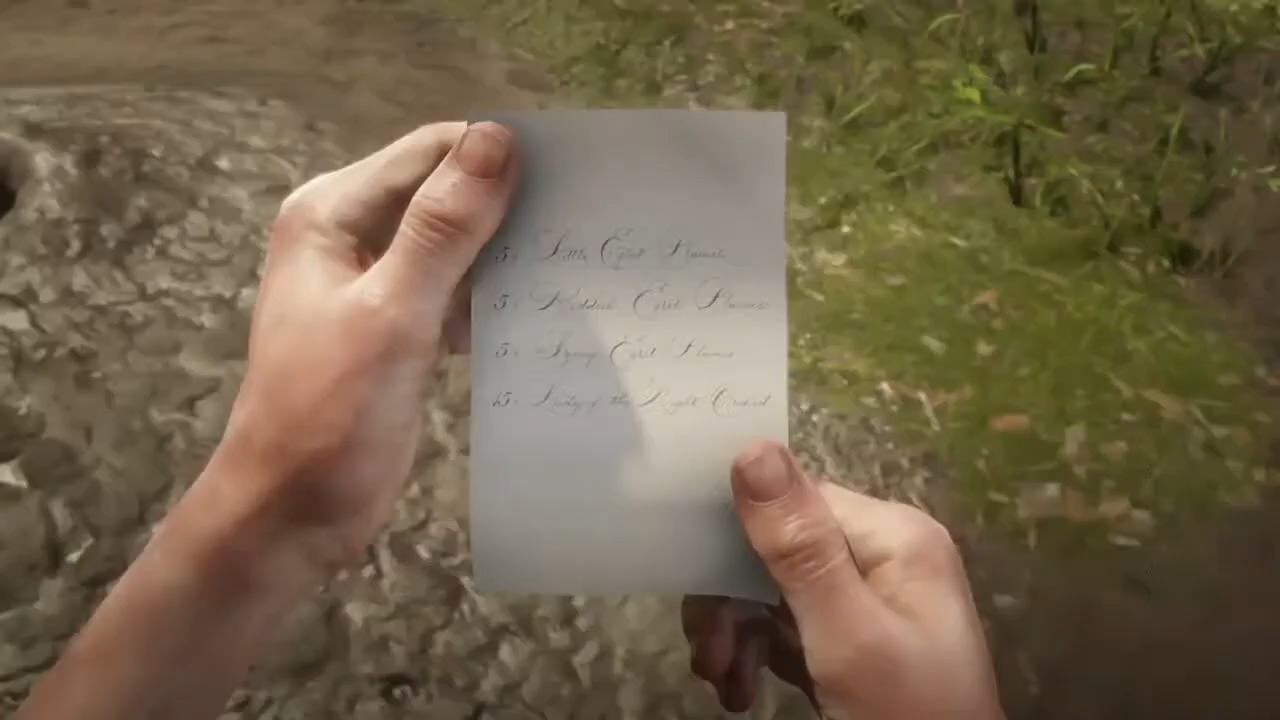 5 Little Egret Plumes
5 Reddish Egret Plumes
5 Snowy Egret Plumes
15 Lady of the Night Orchid